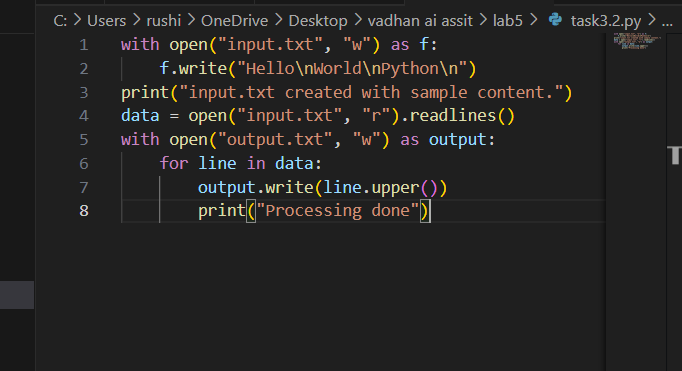 C: > Users > rushi > OneDrive > Desktop > vadhan ai assit > lab5 > task3.2.py > ...
1 with open("input.txt", "w") as f:
2     f.write("Hello\nWorld\nPython\n")
3 print("input.txt created with sample content.")
4 data = open("input.txt", "r").readlines()
5 with open("output.txt", "w") as output:
6     for line in data:
7         output.write(line.upper())
8         print("Processing done")